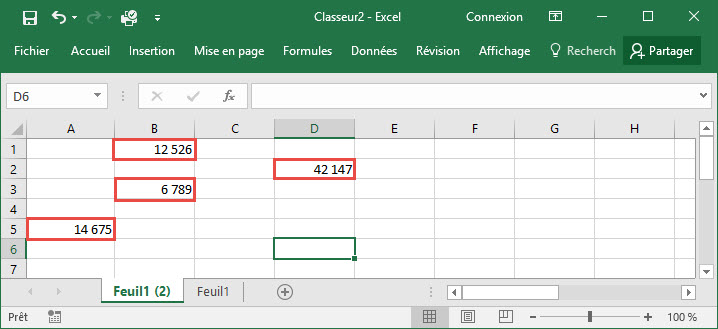 Classeur2 - Excel Connexion
Fichier Accueil Insertion Mise en page Formules Données Révision Affichage Recherch Partager
D6 fx
A B C D E F G H
1 12 526
2 42 147
3 6 789
4
5 14 675
6
7
Feuil1 (2) Feuil1
Prêt 100 %